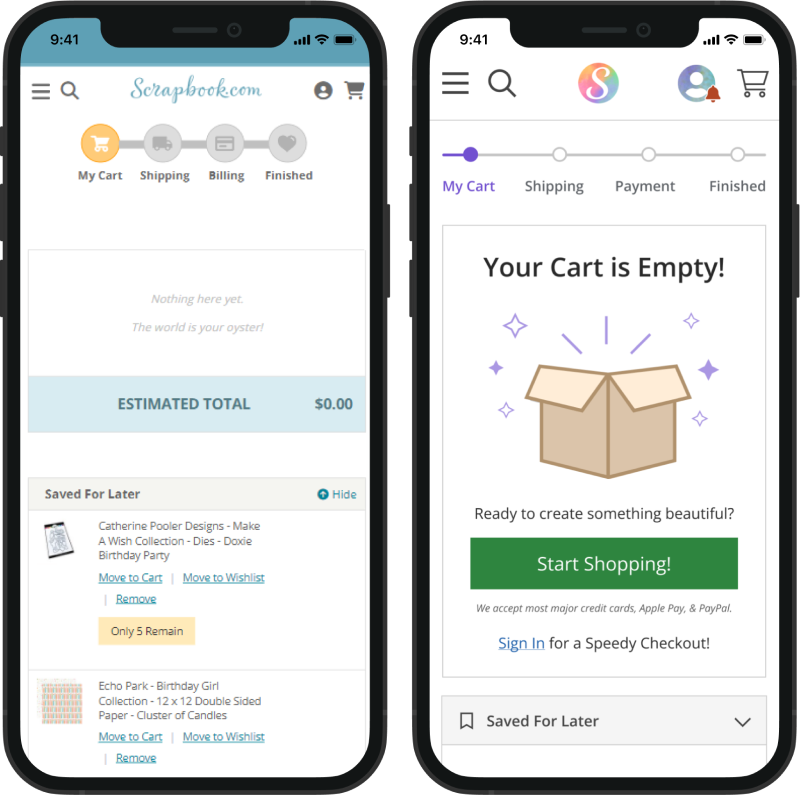 9:41
Scrapbook.com
My Cart Shipping Billing Finished
Nothing here yet.
The world is your oyster!
ESTIMATED TOTAL $0.00
Saved For Later Hide
Catherine Pooler Designs - Make
A Wish Collection - Dies - Doxie
Birthday Party
Move to Cart | Move to Wishlist
| Remove
Only 5 Remain
Echo Park - Birthday Girl
Collection - 12 x 12 Double Sided
Paper - Cluster of Candles
Move to Cart | Move to Wishlist
| Remove
9:41
S
My Cart Shipping Payment Finished
Your Cart is Empty!
Ready to create something beautiful?
Start Shopping!
We accept most major credit cards, Apple Pay, & PayPal.
Sign In for a Speedy Checkout!
Saved For Later